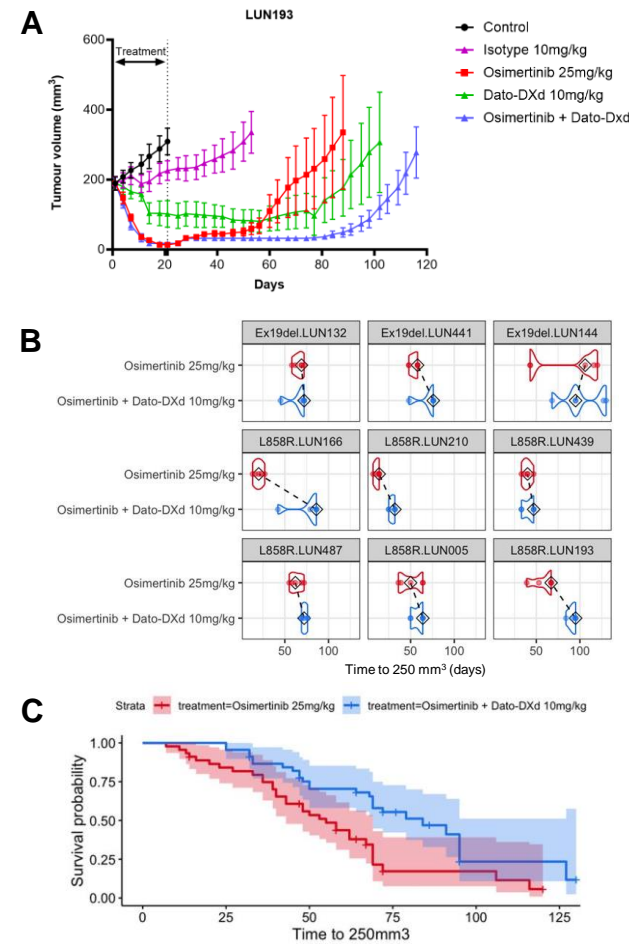 A
LUN193
Control
Isotype 10mg/kg
Osimertinib 25mg/kg
Dato-DXd 10mg/kg
Osimertinib + Dato-Dxd
Treatment
600
400
200
0
Tumour volume (mm³)
0 20 40 60 80 100 120
Days
B
Ex19del.LUN132 Ex19del.LUN441 Ex19del.LUN144
Osimertinib 25mg/kg
Osimertinib + Dato-DXd 10mg/kg
L858R.LUN166 L858R.LUN210 L858R.LUN439
Osimertinib 25mg/kg
Osimertinib + Dato-DXd 10mg/kg
L858R.LUN487 L858R.LUN005 L858R.LUN193
Osimertinib 25mg/kg
Osimertinib + Dato-DXd 10mg/kg
50 100 50 100 50 100
Time to 250 mm³ (days)
C
Strata treatment=Osimertinib 25mg/kg treatment=Osimertinib + Dato-DXd 10mg/kg
1.00
0.75
0.50
0.25
0.00
Survival probability
0 25 50 75 100 125
Time to 250mm3